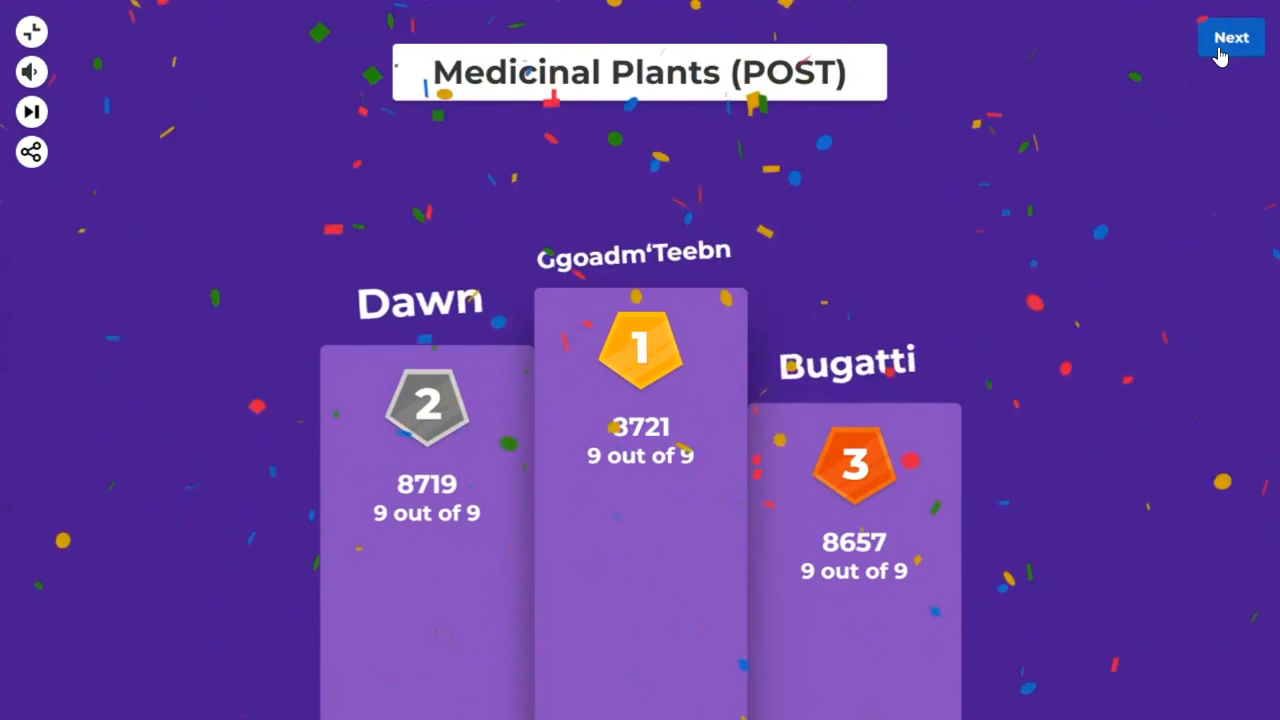 Next
Medicinal Plants (POST)
Ggoadm‘Teebn
Dawn
Bugatti
1
2
3
8721
9 out of 9
8719
9 out of 9
8657
9 out of 9